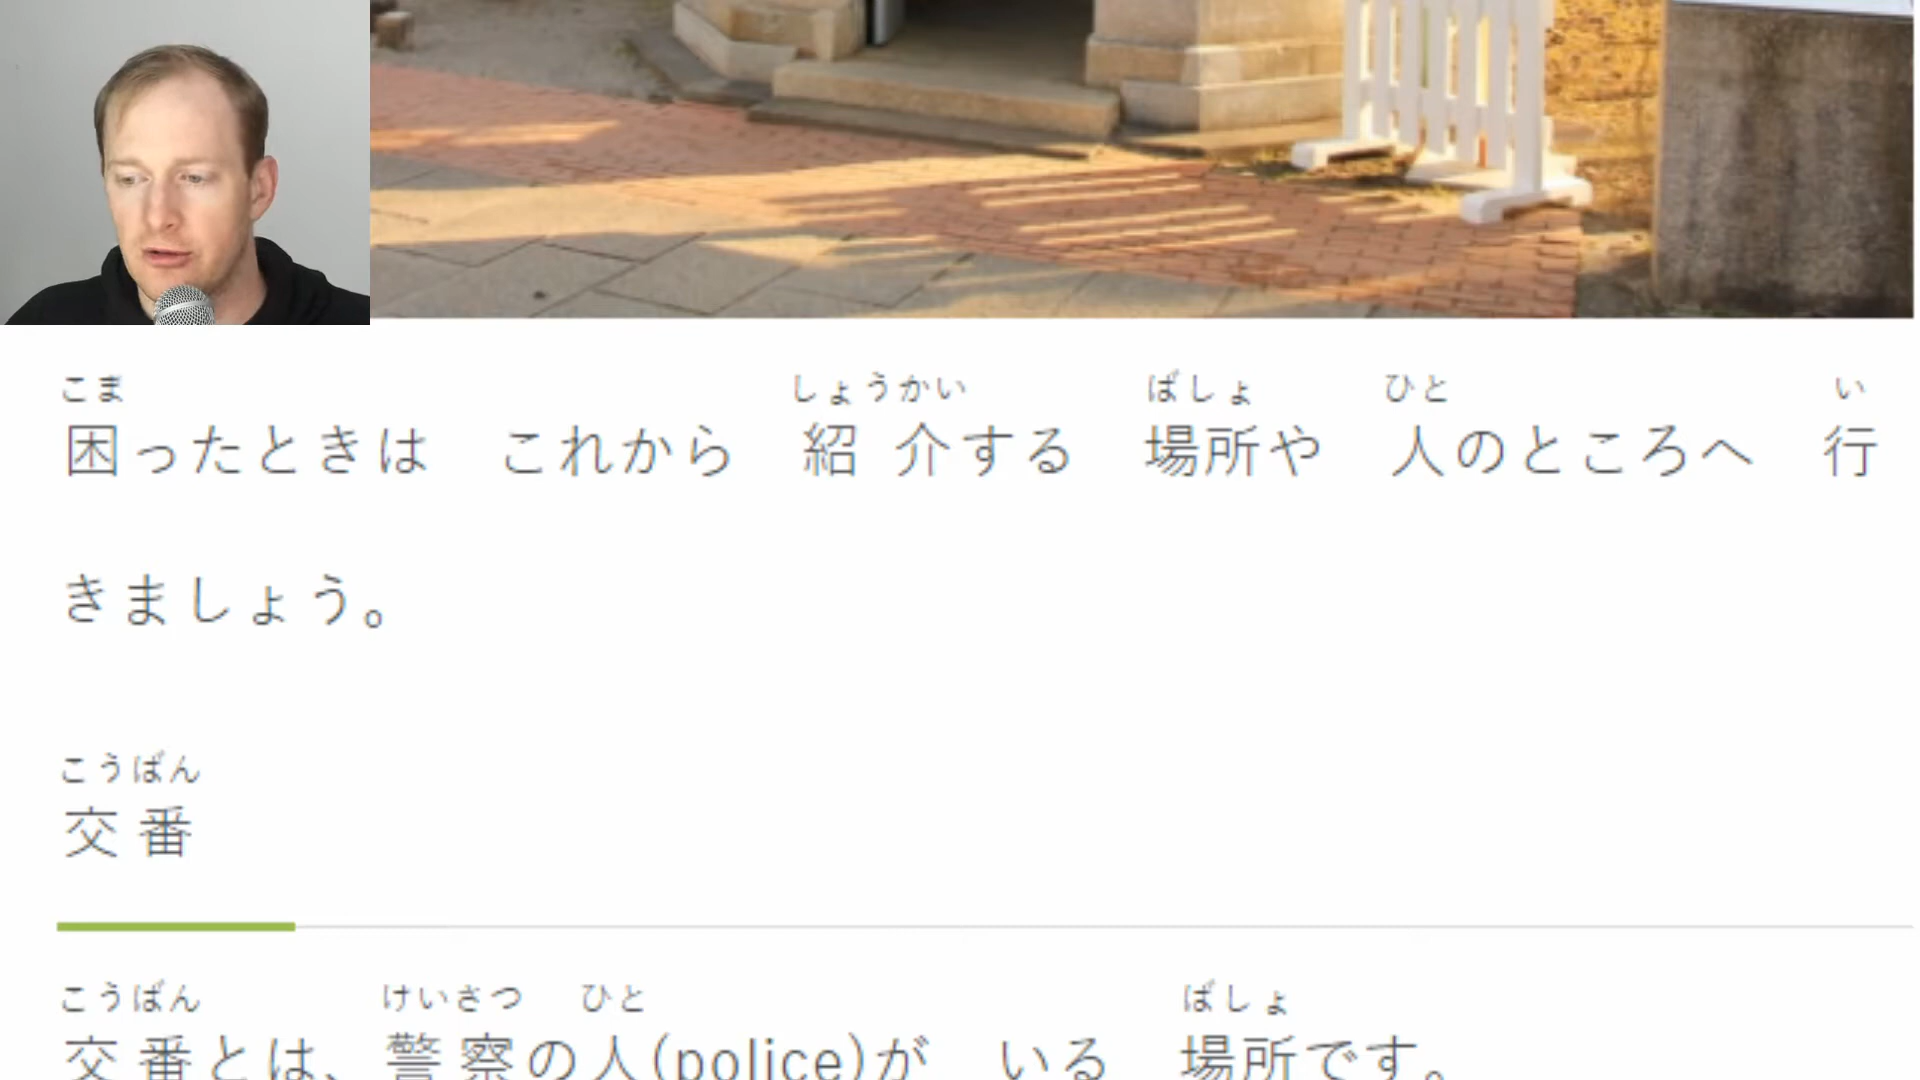 こま しょうかい ばしょ ひと い
困ったときは これから 紹介する 場所や 人のところへ 行
きましょう。
こうばん
交番
こうばん けいさつ ひと ばしょ
交番とは、警察の人(police)が いる 場所です。